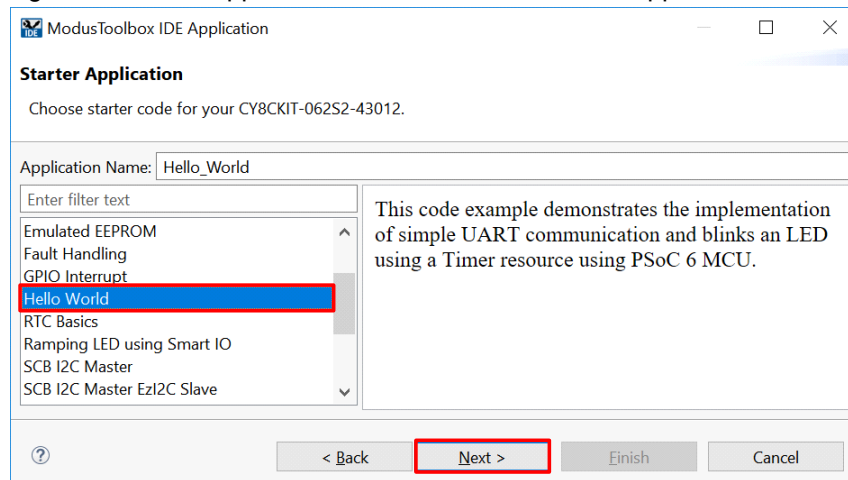 ModusToolbox IDE Application
Starter Application
Choose starter code for your CY8CKIT-062S2-43012.
Application Name: Hello_World
Enter filter text
Emulated EEPROM
Fault Handling
GPIO Interrupt
Hello World
RTC Basics
Ramping LED using Smart IO
SCB I2C Master
SCB I2C Master EzI2C Slave
This code example demonstrates the implementation
of simple UART communication and blinks an LED
using a Timer resource using PSoC 6 MCU.
< Back
Next >
Finish
Cancel